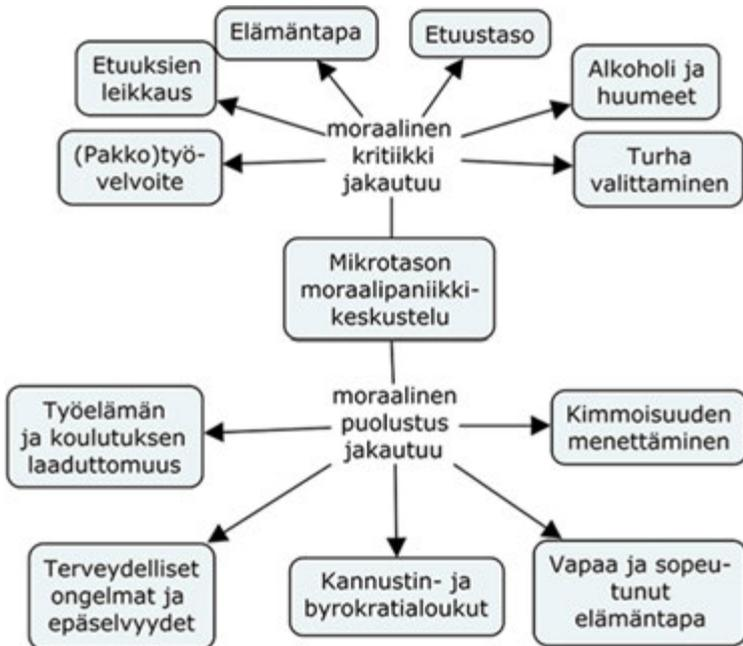 Elämäntapa
Etuustaso
Etuuksien
leikkaus
Alkoholi ja
huumeet
moraalinen
kritiikki
jakautuu
(Pakko)työ-
velvoite
Turha
valittaminen
Mikrotason
moraalipaniikki-
keskustelu
moraalinen
puolustus
jakautuu
Työelämän
ja koulutuksen
laaduttomuus
Kimmoisuuden
menettäminen
Terveydelliset
ongelmat ja
epäselvyydet
Kannustin- ja
byrokratialoukut
Vapaa ja sopeu-
tunut
elämäntapa